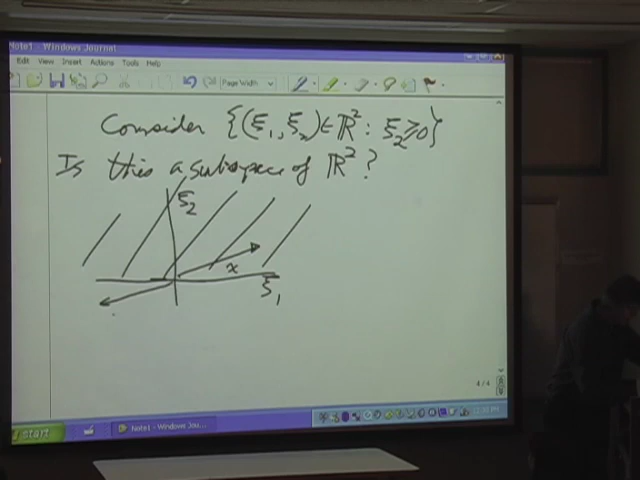 Note1 - Windows Journal
Edit View Insert Actions Tools Help
Page Width
Consider {(ξ₁, ξ₂) ∈ ℝ² : ξ₂ ⩾ 0}
Is this a subspace of ℝ² ?
ξ₂
x
ξ₁
4 / 4
start
Note1 - Windows Jou...